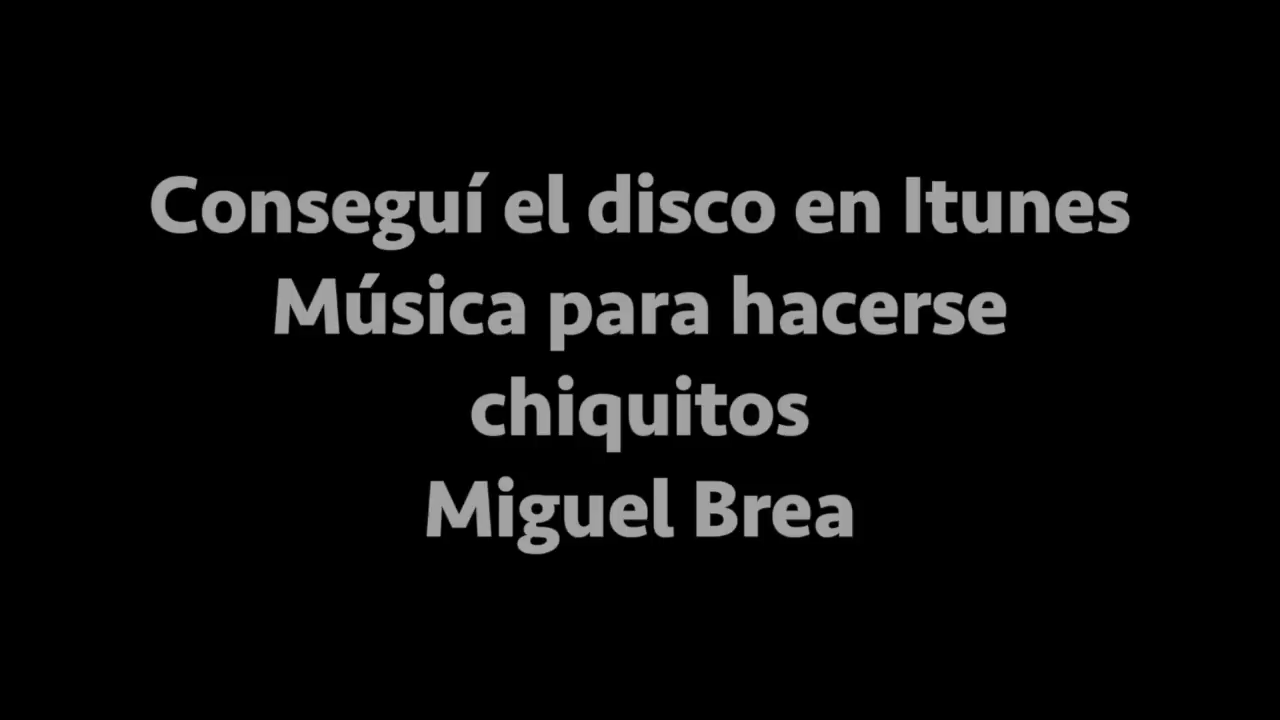 Conseguí el disco en Itunes
Música para hacerse
chiquitos
Miguel Brea